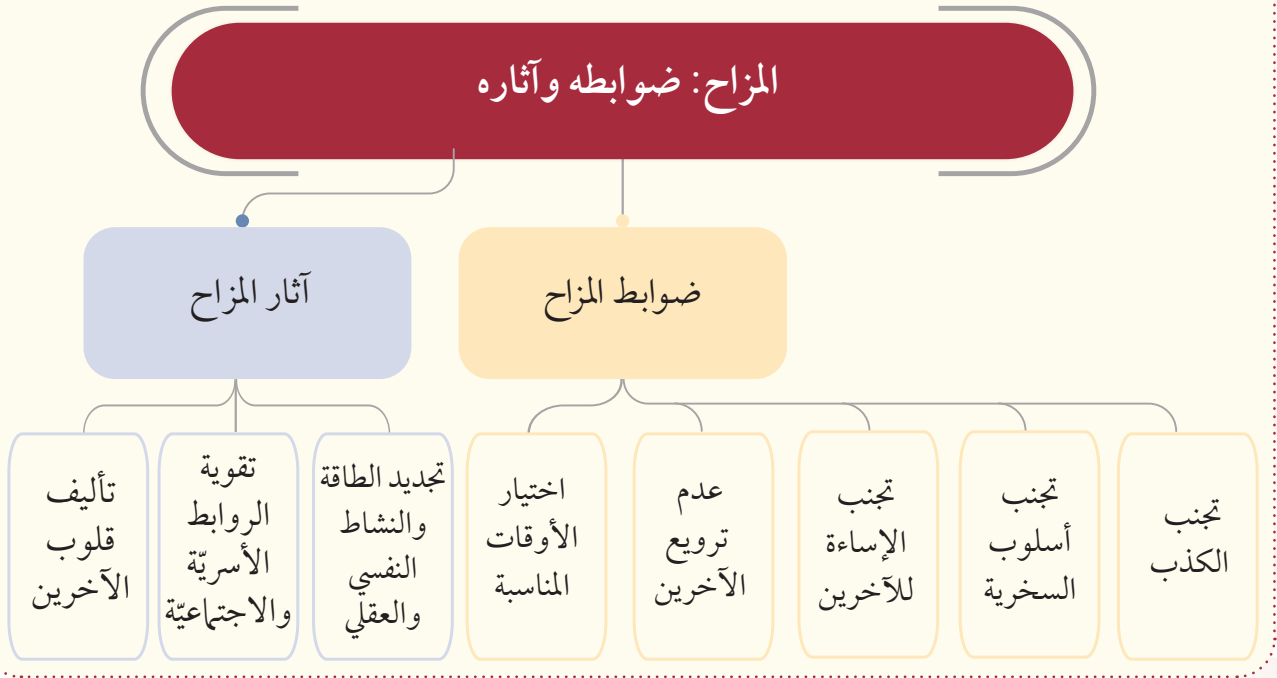 المزاح: ضوابطه وآثاره
ضوابط المزاح
آثار المزاح
تجنب
الكذب
تجنب
أسلوب
السخرية
تجنب
الإساءة
للآخرين
عدم
ترويع
الآخرين
اختيار
الأوقات
المناسبة
تجديد الطاقة
والنشاط
النفسي
والعقلي
تقوية
الروابط
الأسريّة
والاجتماعيّة
تأليف
قلوب
الآخرين